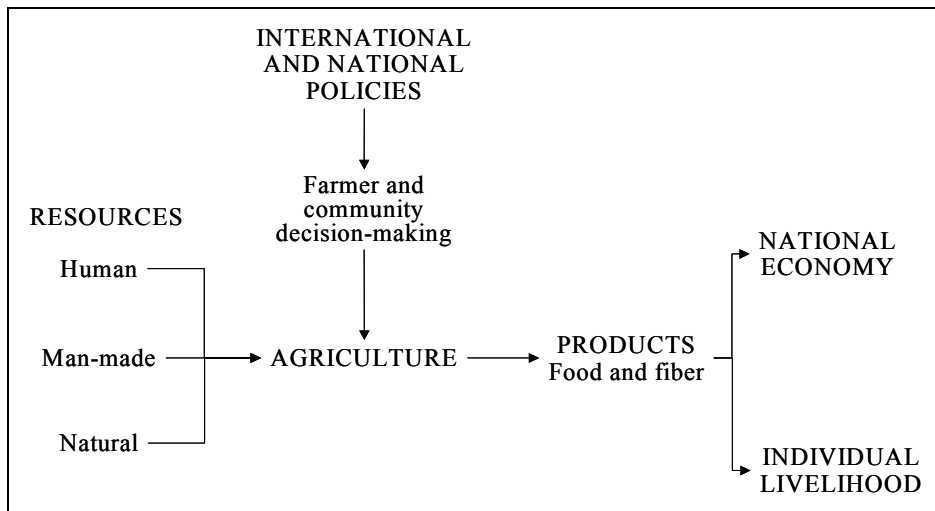 INTERNATIONAL
AND NATIONAL
POLICIES
Farmer and
community
decision-making
RESOURCES
Human
Man-made
Natural
AGRICULTURE
PRODUCTS
Food and fiber
NATIONAL
ECONOMY
INDIVIDUAL
LIVELIHOOD